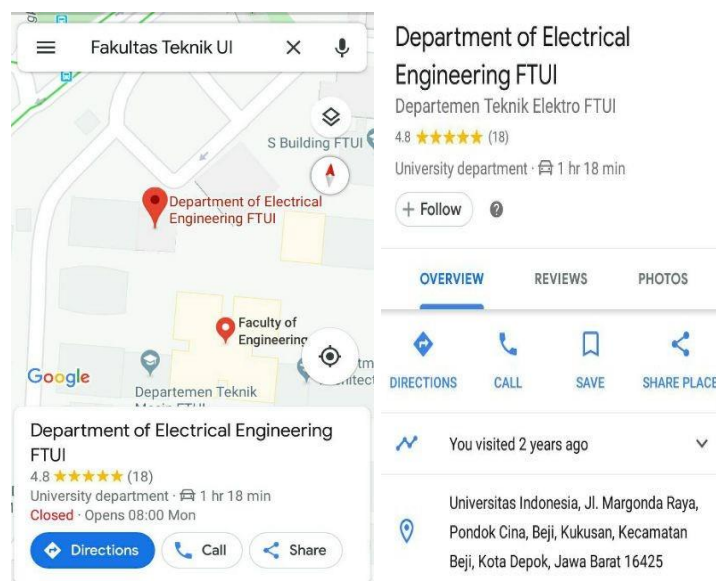 Fakultas Teknik UI
S Building FTUI
Department of Electrical
Engineering FTUI
Faculty of
Engineering
Google
Departemen Teknik
Department of Electrical Engineering
FTUI
4.8 ★★★★★ (18)
University department · 1 hr 18 min
Closed · Opens 08:00 Mon
Directions
Call
Share
Department of Electrical
Engineering FTUI
Departemen Teknik Elektro FTUI
4.8 ★★★★★ (18)
University department · 1 hr 18 min
+ Follow
OVERVIEW
REVIEWS
PHOTOS
DIRECTIONS
CALL
SAVE
SHARE PLACE
You visited 2 years ago
Universitas Indonesia, Jl. Margonda Raya,
Pondok Cina, Beji, Kukusan, Kecamatan
Beji, Kota Depok, Jawa Barat 16425